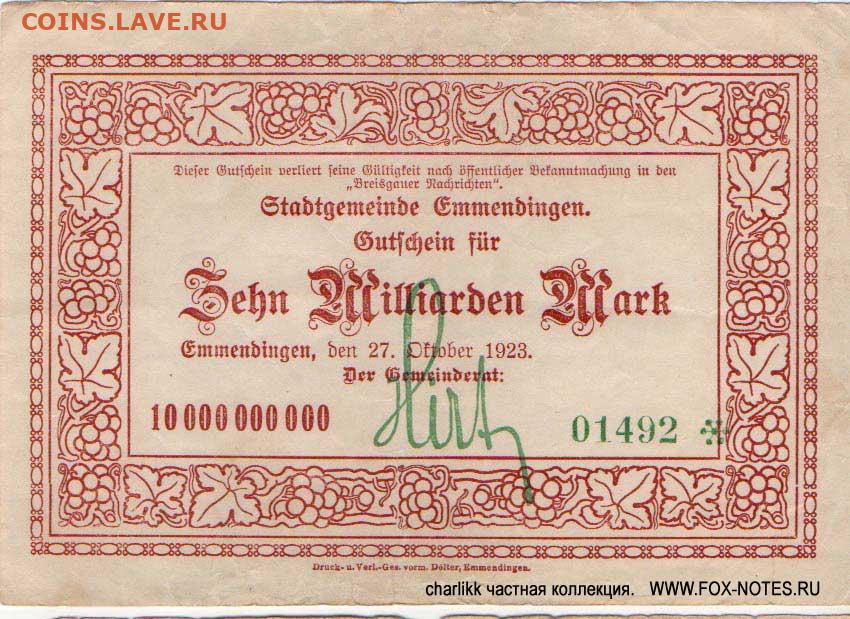 COINS.LAVE.RU
Dieser Gutschein verliert seine Gültigkeit nach öffentlicher Bekanntmachung in den
„Breisgauer Nachrichten“.
Stadtgemeinde Emmendingen.
Gutschein für
Zehn Milliarden Mark
Emmendingen, den 27. Oktober 1923.
Der Gemeinderat:
Hirtz
10 000 000 000
01492
Druck- u. Verl.-Ges. vorm. Dölter, Emmendingen.
charlikk частная коллекция. WWW.FOX-NOTES.RU